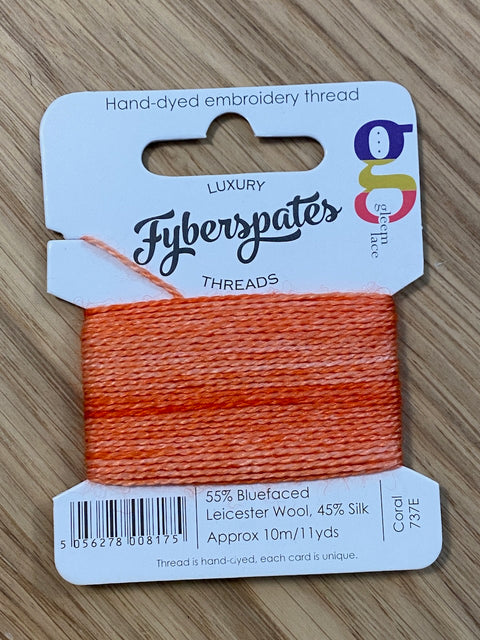 Hand-dyed embroidery thread
LUXURY
Fyberspates
THREADS
g
gleem
lace
55% Bluefaced
Leicester Wool, 45% Silk
Approx 10m/11yds
Coral
737E
5 056278 008175
Thread is hand-dyed, each card is unique.